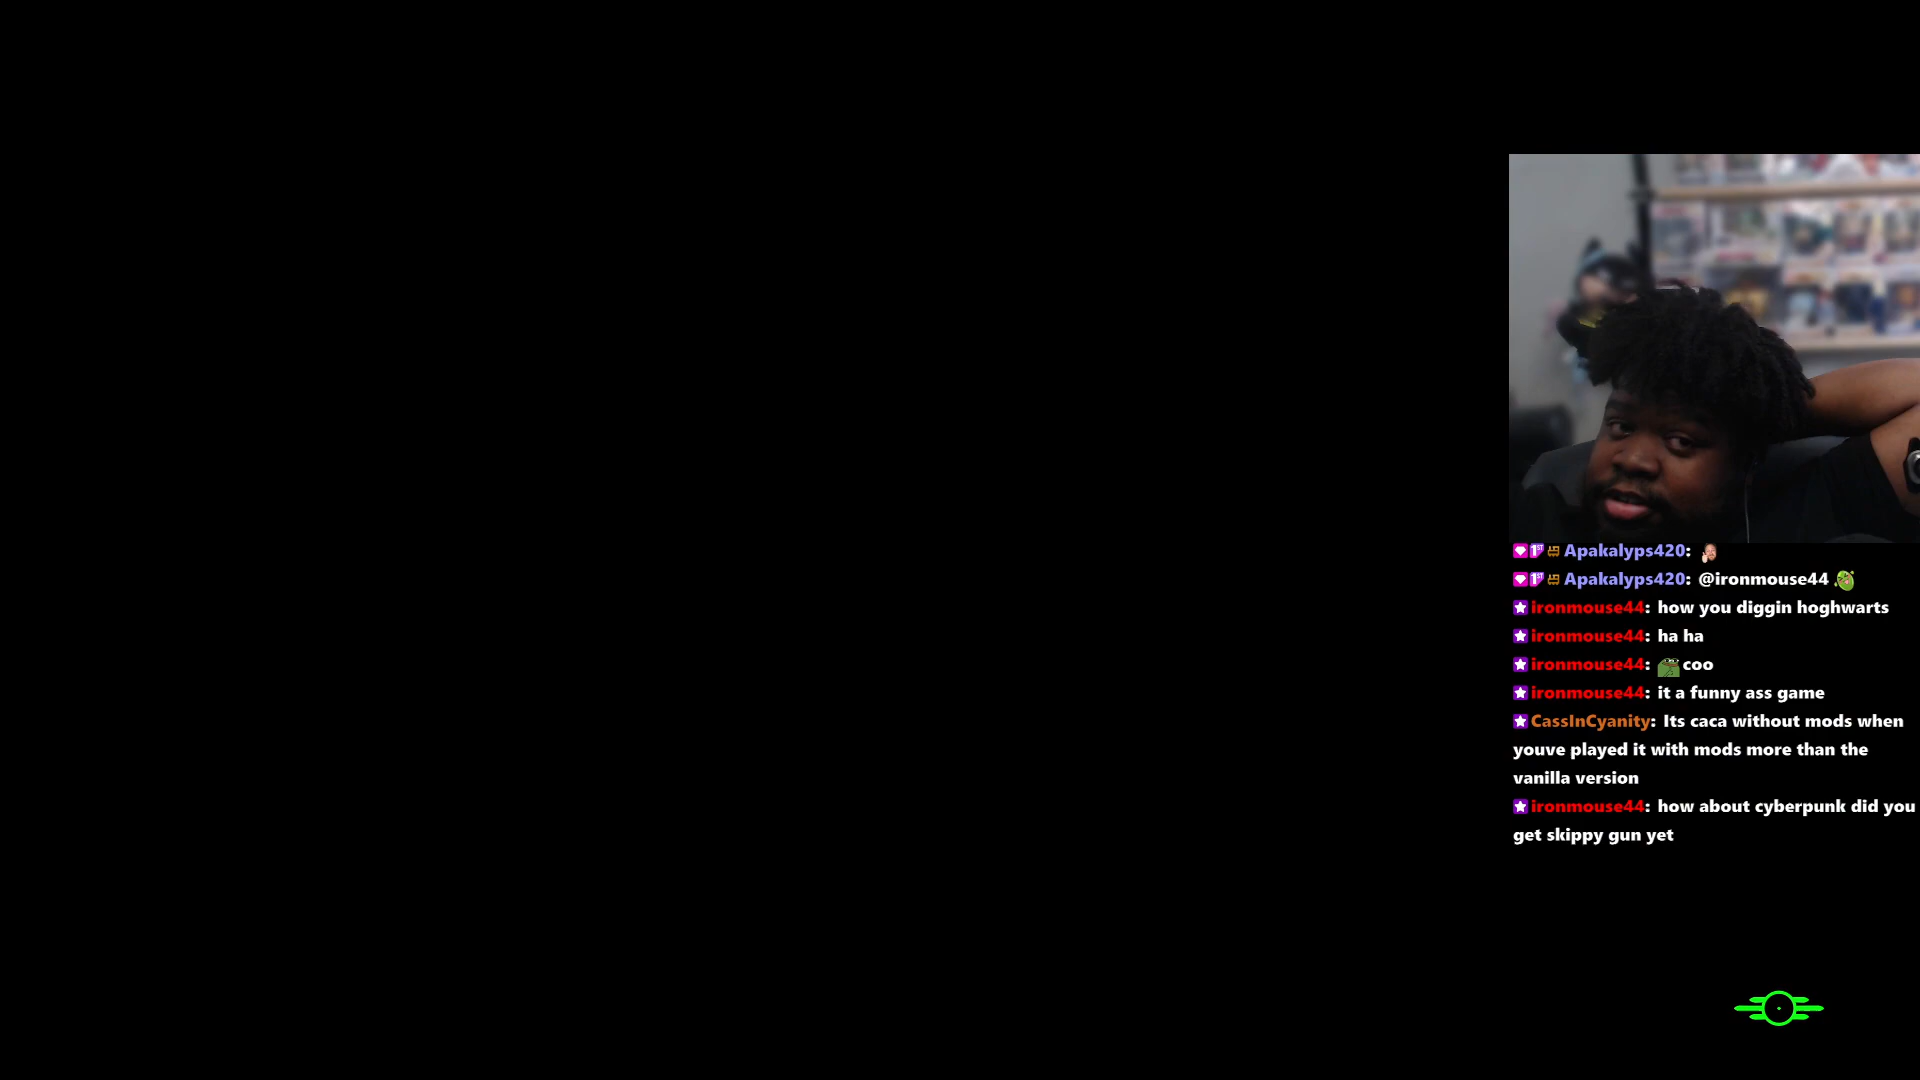 Apakalyps420:
Apakalyps420: @ironmouse44
ironmouse44: how you diggin hoghwarts
ironmouse44: ha ha
ironmouse44: coo
ironmouse44: it a funny ass game
CassInCyanity: Its caca without mods when
youve played it with mods more than the
vanilla version
ironmouse44: how about cyberpunk did you
get skippy gun yet